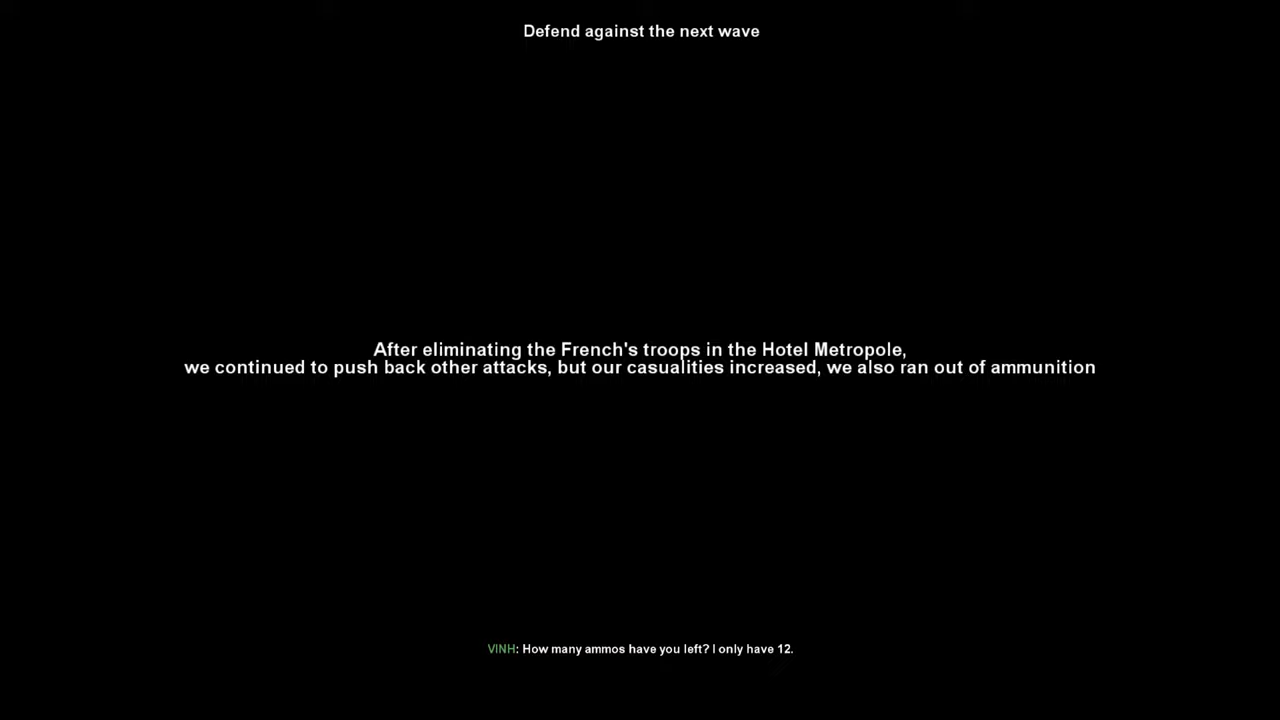 Defend against the next wave
After eliminating the French's troops in the Hotel Metropole,
we continued to push back other attacks, but our casualities increased, we also ran out of ammunition
VINH: How many ammos have you left? I only have 12.